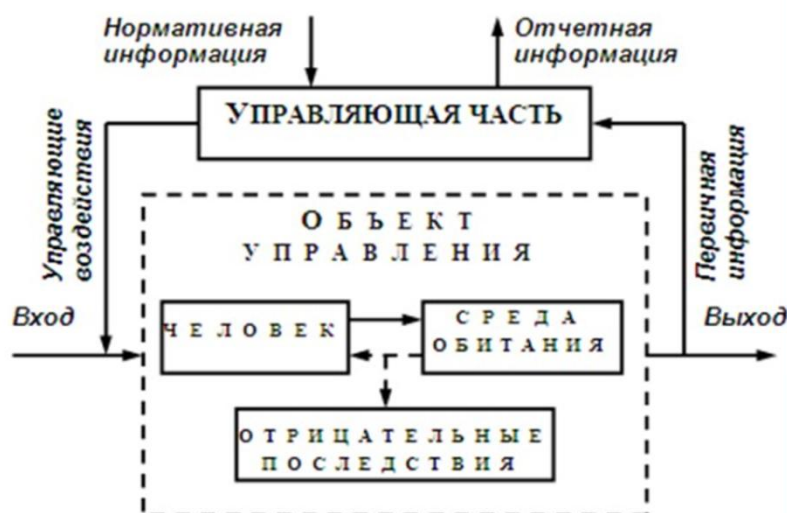 Нормативная
информация
Отчетная
информация
УПРАВЛЯЮЩАЯ ЧАСТЬ
Управляющие
воздействия
Первичная
информация
ОБЪЕКТ
УПРАВЛЕНИЯ
Вход
ЧЕЛОВЕК
СРЕДА
ОБИТАНИЯ
Выход
ОТРИЦАТЕЛЬНЫЕ
ПОСЛЕДСТВИЯ